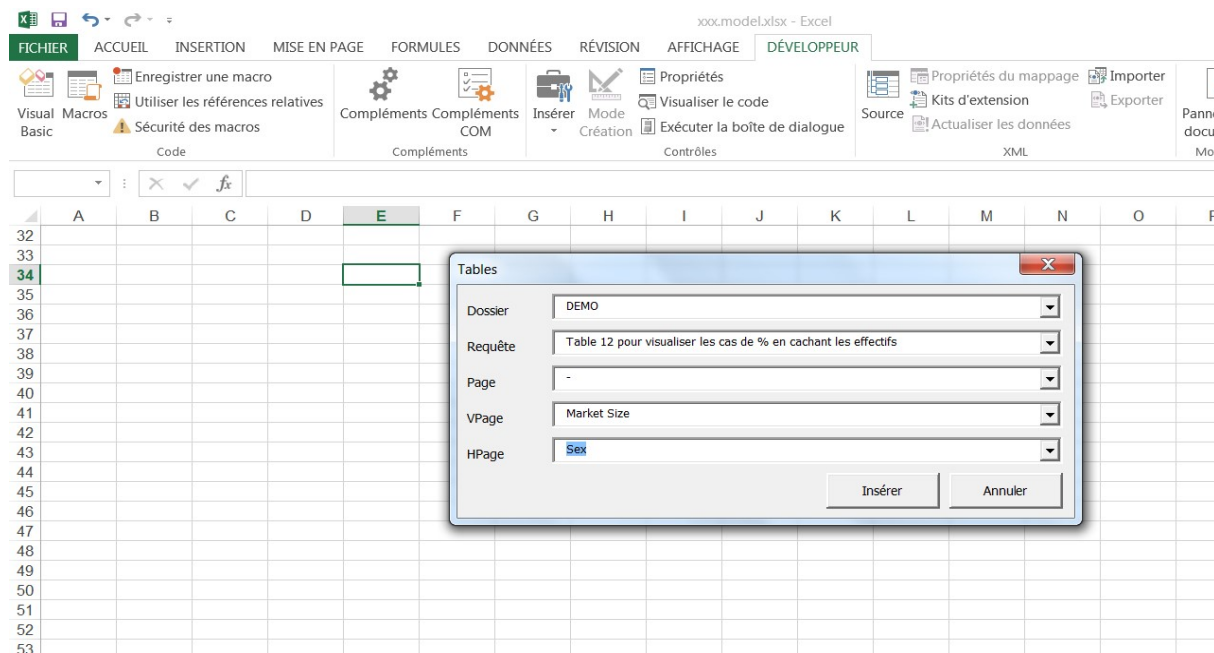 xxx.model.xlsx - Excel
FICHIER ACCUEIL INSERTION MISE EN PAGE FORMULES DONNÉES RÉVISION AFFICHAGE DÉVELOPPEUR
Visual Basic
Macros
Enregistrer une macro
Utiliser les références relatives
Sécurité des macros
Code
Compléments
Compléments COM
Compléments
Insérer
Mode Création
Propriétés
Visualiser le code
Exécuter la boîte de dialogue
Contrôles
Source
Propriétés du mappage
Kits d'extension
Actualiser les données
Importer
Exporter
XML
fx
A B C D E F G H I J K L M N O
32
33
34
35
36
37
38
39
40
41
42
43
44
45
46
47
48
49
50
51
52
53
Tables
Dossier DEMO
Requête Table 12 pour visualiser les cas de % en cachant les effectifs
Page -
VPage Market Size
HPage Sex
Insérer Annuler